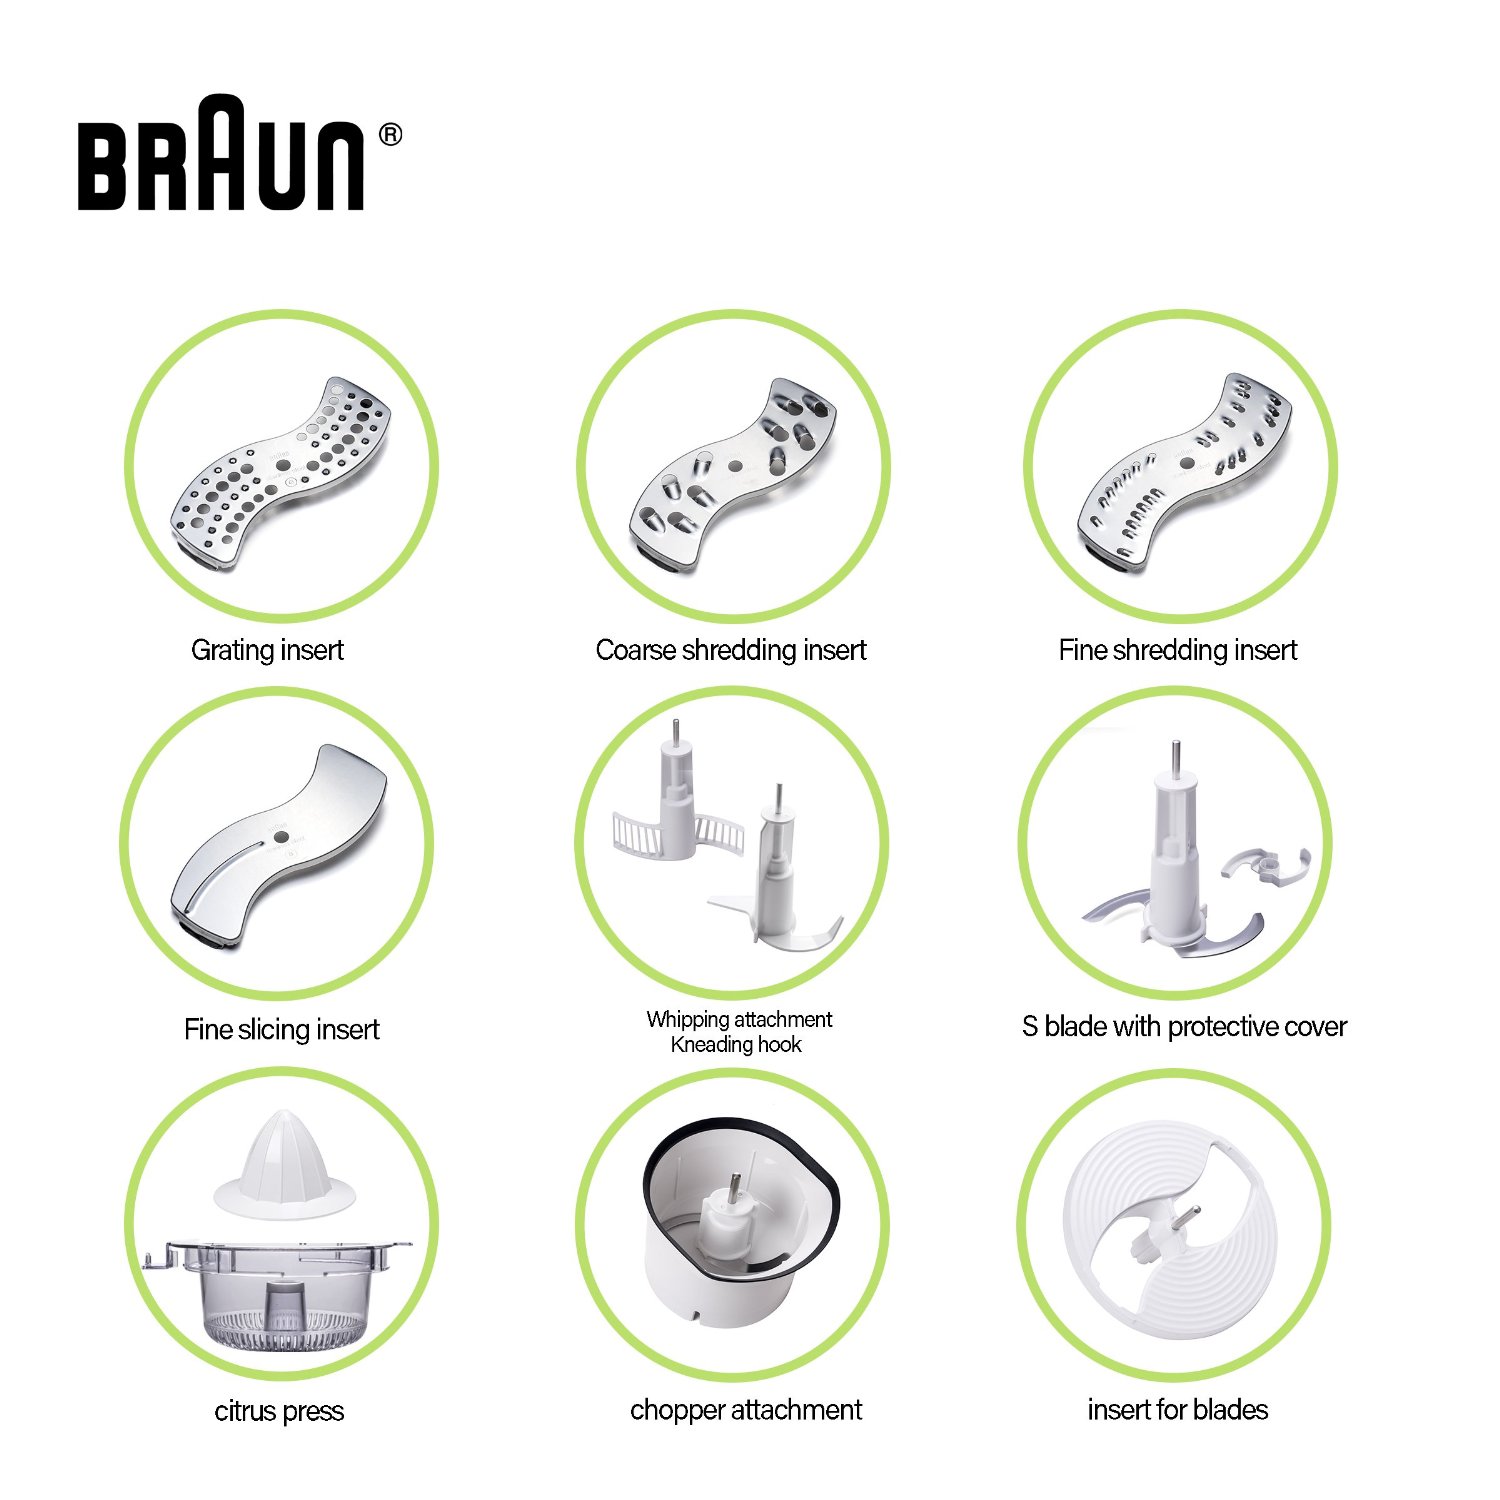 BRAUN®
Grating insert
Coarse shredding insert
Fine shredding insert
Fine slicing insert
Whipping attachment
Kneading hook
S blade with protective cover
citrus press
chopper attachment
insert for blades